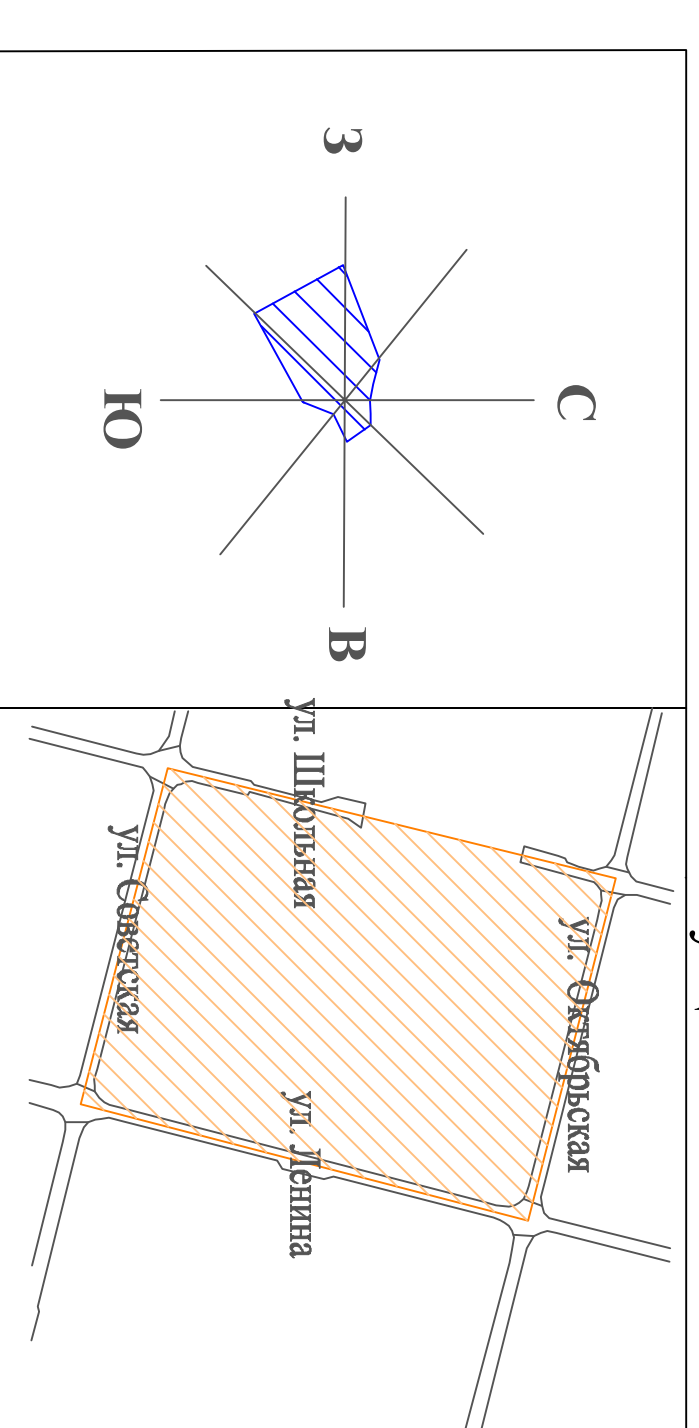 С
З
В
Ю
ул. Октябрьская
ул. Школьная
ул. Ленина
ул. Советская